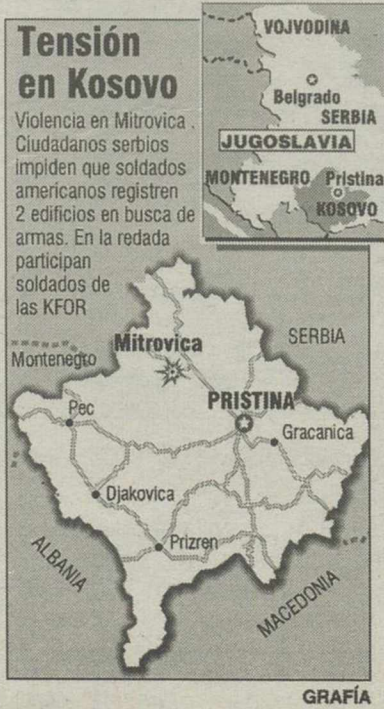 Tensión
en Kosovo
Violencia en Mitrovica.
Ciudadanos serbios
impiden que soldados
americanos registren
2 edificios en busca de
armas. En la redada
participan
soldados de
las KFOR
VOJVODINA
Belgrado
SERBIA
JUGOSLAVIA
MONTENEGRO Pristina
KOSOVO
Montenegro
Mitrovica
SERBIA
PRISTINA
Pec
Gracanica
Djakovica
Prizren
ALBANIA
MACEDONIA
GRAFÍA